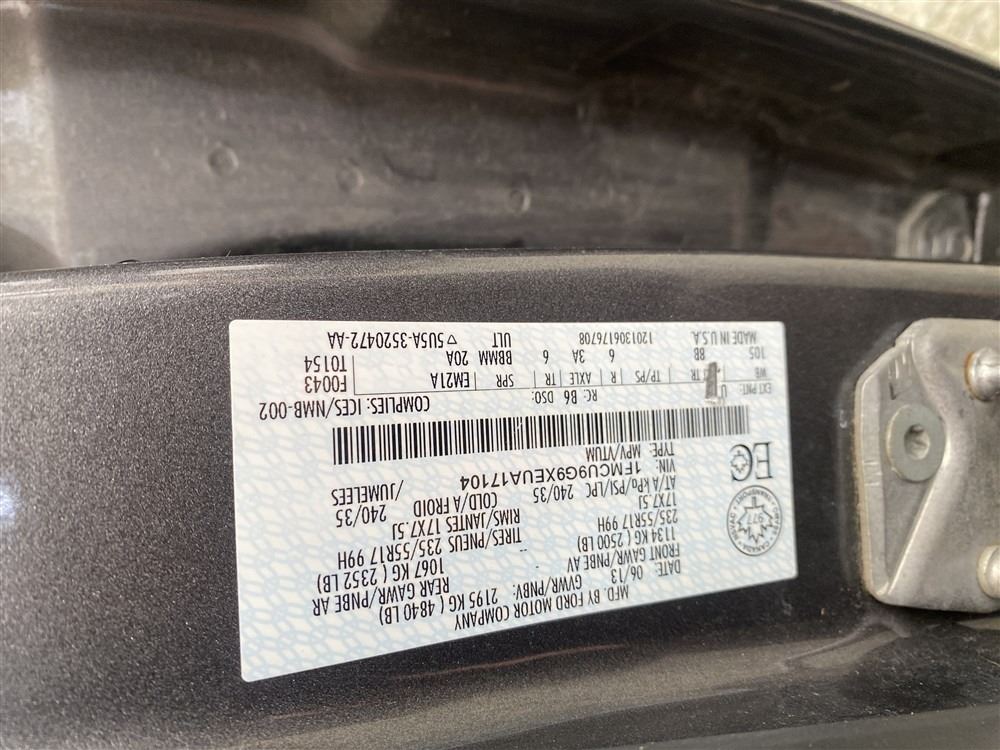 MFD. BY FORD MOTOR COMPANY
DATE: 06/13 GVWR/PNBV: 2195 KG ( 4840 LB)
FRONT GAWR/PNBE AV REAR GAWR/PNBE AR
1134 KG ( 2500 LB) 1067 KG ( 2352 LB)
235/55R17 99H TIRES/PNEUS 235/55R17 99H
17X7.5J RIMS/JANTES 17X7.5J
AT/A kPa/PSI/LPC 240/35 COLD/A FROID 240/35
VIN: 1FMCU9G9XEUA17104 /JUMELEES
TYPE: MPV/VTUM
EC
CANADA
TRANSPORT
COMPLIES: ICES/NMB-002
EXT PNT: RC: B6 DSO: F0043
WB TR TP/PS R AXLE TR SPR EM21A T0154
105 8B 6 3A 6 BBMM 20A
MADE IN U.S.A. 1201306176708 ULT 5U5A-3520472-AA